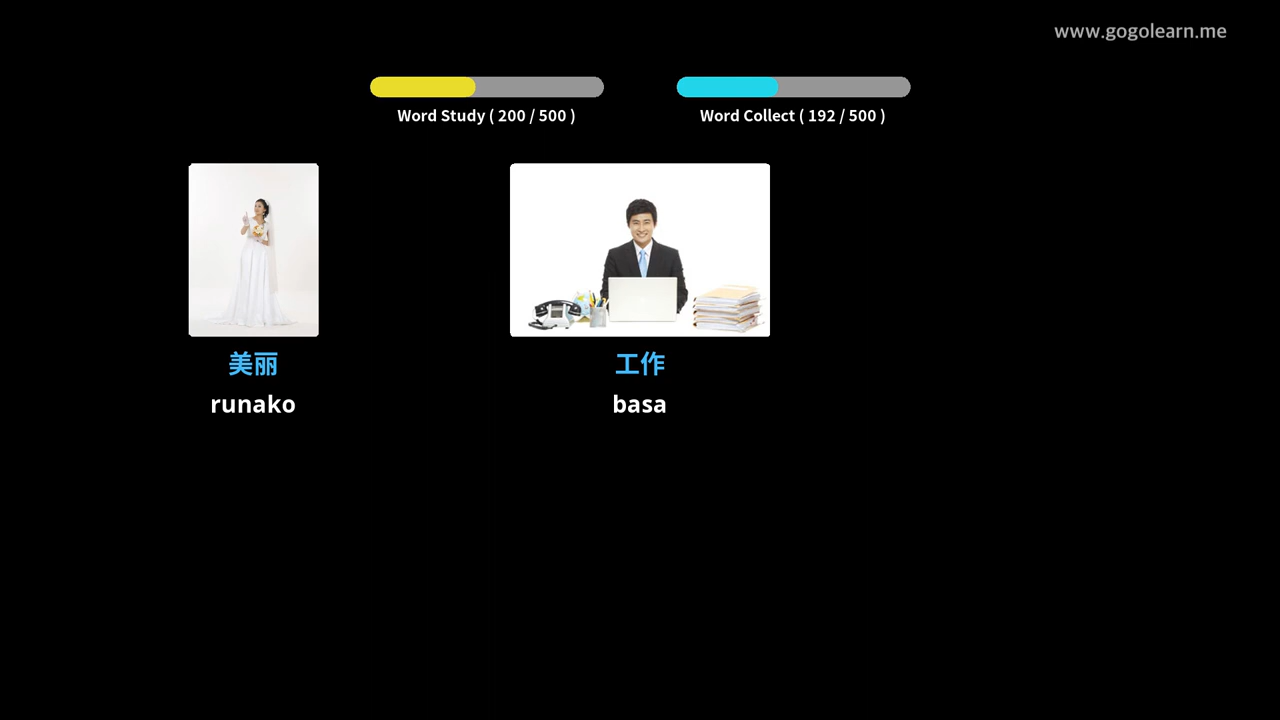 www.gogolearn.me
Word Study ( 200 / 500 )
Word Collect ( 192 / 500 )
美丽
工作
runako
basa